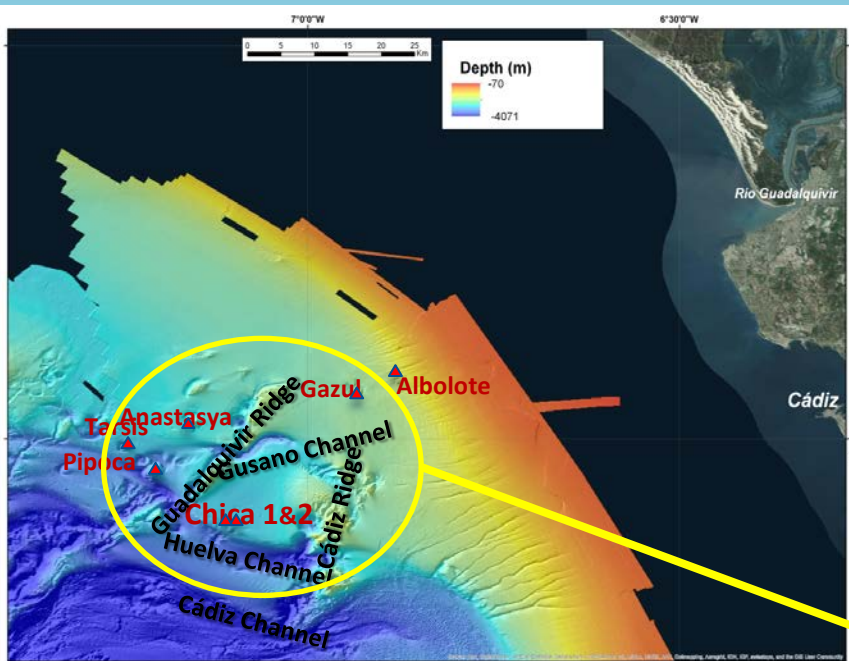 7°0'0"W
6°30'0"W
0 5 10 15 20 25
Km
Depth (m)
-70
-4071
Río Guadalquivir
Cádiz
Gazul
Albolote
Anastasya
Tarsis
Pipoca
Guadalquivir Ridge
Gusano Channel
Cádiz Ridge
Chica 1&2
Huelva Channel
Cádiz Channel